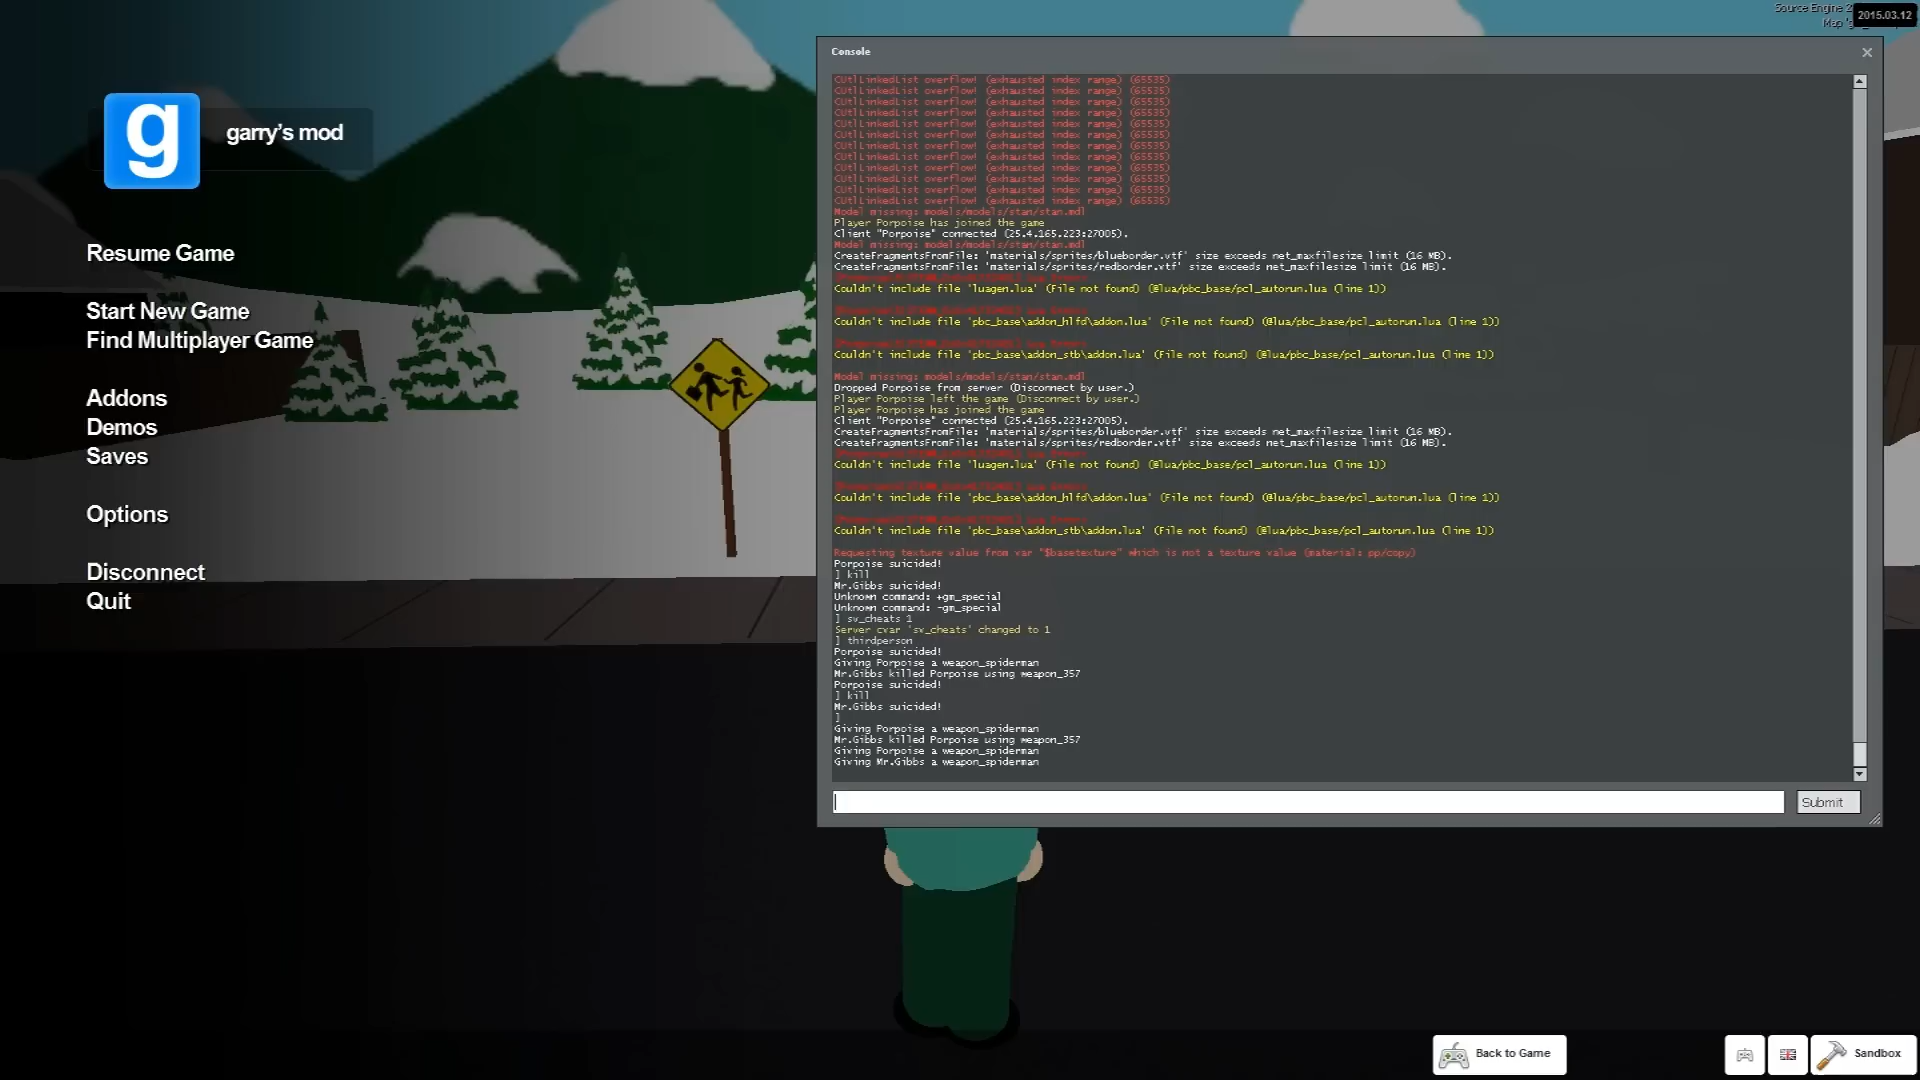 Source Engine
Map
2015.03.12
g
garry's mod
Resume Game
Start New Game
Find Multiplayer Game
Addons
Demos
Saves
Options
Disconnect
Quit
Console
CUtlLinkedList overflow! (exhausted index range) (65535)
CUtlLinkedList overflow! (exhausted index range) (65535)
CUtlLinkedList overflow! (exhausted index range) (65535)
CUtlLinkedList overflow! (exhausted index range) (65535)
CUtlLinkedList overflow! (exhausted index range) (65535)
CUtlLinkedList overflow! (exhausted index range) (65535)
CUtlLinkedList overflow! (exhausted index range) (65535)
CUtlLinkedList overflow! (exhausted index range) (65535)
CUtlLinkedList overflow! (exhausted index range) (65535)
CUtlLinkedList overflow! (exhausted index range) (65535)
CUtlLinkedList overflow! (exhausted index range) (65535)
CUtlLinkedList overflow! (exhausted index range) (65535)
Model missing: models/models/stan/stan.mdl
Player Porpoise has joined the game
Client "Porpoise" connected (25.4.165.223:27005).
Model missing: models/models/stan/stan.mdl
CreateFragmentsFromFile: 'materials/sprites/blueborder.vtf' size exceeds net_maxfilesize limit (16 MB).
CreateFragmentsFromFile: 'materials/sprites/redborder.vtf' size exceeds net_maxfilesize limit (16 MB).
Couldn't include file 'luagen.lua' (File not found) (@lua/pbc_base/pcl_autorun.lua (line 1))
Couldn't include file 'pbc_base\addon_hlfd\addon.lua' (File not found) (@lua/pbc_base/pcl_autorun.lua (line 1))
Couldn't include file 'pbc_base\addon_stb\addon.lua' (File not found) (@lua/pbc_base/pcl_autorun.lua (line 1))
Model missing: models/models/stan/stan.mdl
Dropped Porpoise from server (Disconnect by user.)
Player Porpoise left the game (Disconnect by user.)
Player Porpoise has joined the game
Client "Porpoise" connected (25.4.165.223:27005).
CreateFragmentsFromFile: 'materials/sprites/blueborder.vtf' size exceeds net_maxfilesize limit (16 MB).
CreateFragmentsFromFile: 'materials/sprites/redborder.vtf' size exceeds net_maxfilesize limit (16 MB).
Couldn't include file 'luagen.lua' (File not found) (@lua/pbc_base/pcl_autorun.lua (line 1))
Couldn't include file 'pbc_base\addon_hlfd\addon.lua' (File not found) (@lua/pbc_base/pcl_autorun.lua (line 1))
Couldn't include file 'pbc_base\addon_stb\addon.lua' (File not found) (@lua/pbc_base/pcl_autorun.lua (line 1))
Requesting texture value from var "$basetexture" which is not a texture value (material: pp/copy)
Porpoise suicided!
] kill
Mr.Gibbs suicided!
Unknown command: +gm_special
Unknown command: -gm_special
] sv_cheats 1
Server cvar 'sv_cheats' changed to 1
] thirdperson
Porpoise suicided!
Giving Porpoise a weapon_spiderman
Mr.Gibbs killed Porpoise using weapon_357
Porpoise suicided!
] kill
Mr.Gibbs suicided!
]
Giving Porpoise a weapon_spiderman
Mr.Gibbs killed Porpoise using weapon_357
Giving Porpoise a weapon_spiderman
Giving Mr.Gibbs a weapon_spiderman
Submit
Back to Game
Sandbox